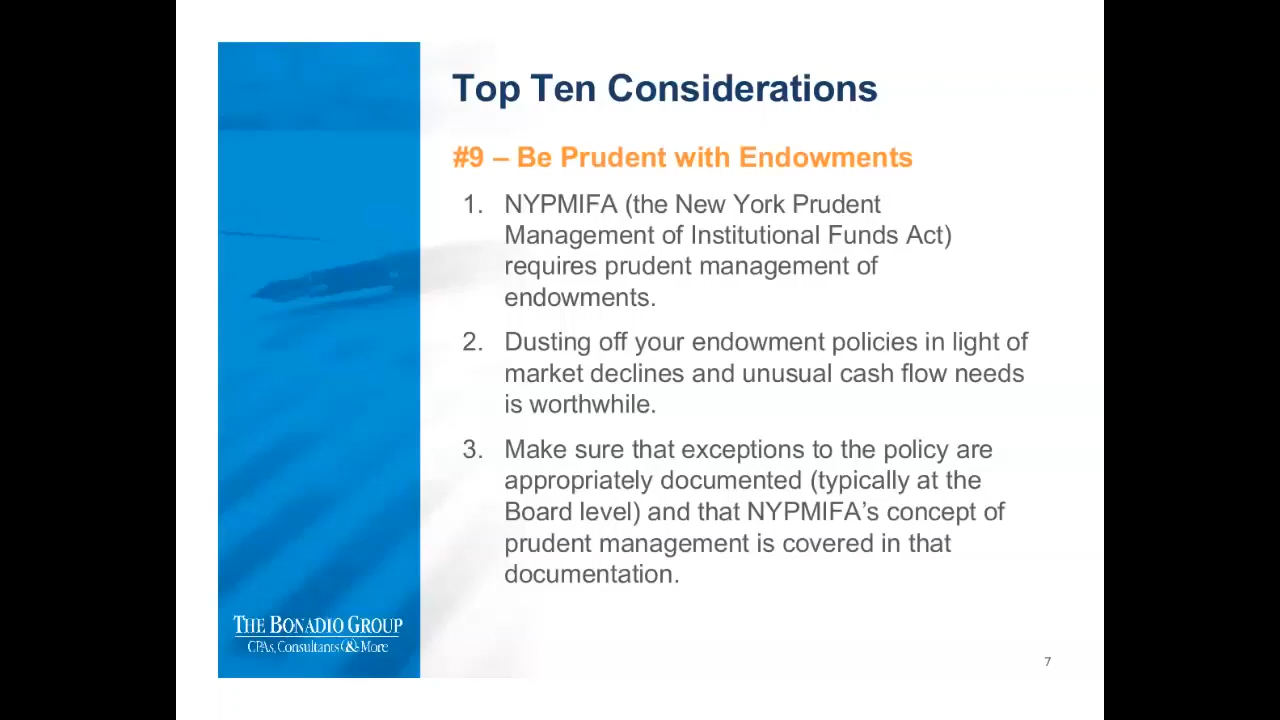 Top Ten Considerations
#9 – Be Prudent with Endowments
1. NYPMIFA (the New York Prudent
Management of Institutional Funds Act)
requires prudent management of
endowments.
2. Dusting off your endowment policies in light of
market declines and unusual cash flow needs
is worthwhile.
3. Make sure that exceptions to the policy are
appropriately documented (typically at the
Board level) and that NYPMIFA’s concept of
prudent management is covered in that
documentation.
THE BONADIO GROUP
CPAs, Consultants & More
7